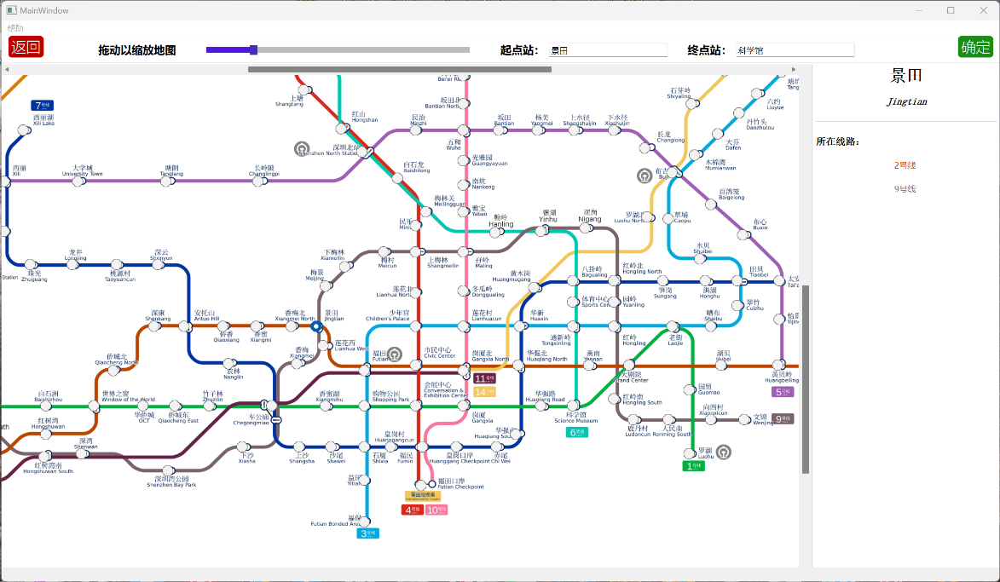 MainWindow
帮助
返回
拖动以缩放地图
起点站：
景田
终点站：
科学馆
确定
景田
Jingtian
所在线路：
2号线
9号线
7号线
西丽湖
Xili Lake
上塘
Shangtang
红山
Hongshan
坂田北
Bantian North
民治
Minzhi
五和
Wuhe
坂田
Bantian
杨美
Yangmei
上水径
Shangshuijing
下水径
Xiashuijing
石芽岭
Shiyaling
六约
Liuyue
丹竹头
Danzhutou
大芬
Dafen
长龙
Changlong
木棉湾
Mumianwan
深圳北站
Shenzhen North Station
光雅园
Guangyayuan
白石龙
Baishilong
南坑
Nankeng
西丽
Xili
大学城
University Town
塘朗
Tanglang
长岭陂
Changlingpi
百鸽笼
Baigelong
梅林关
Meilinguan
雅宝
Yabao
翰岭
Hanling
银湖
Yinhu
泥岗
Nigang
罗湖北
Luohu North
草埔
Caopu
布心
Buxin
水贝
Shuibei
龙井
Longjing
深云
Shenyun
珠光
Zhuguang
桃源村
Taoyuancun
下梅林
Xiameilin
梅村
Meicun
上梅林
Shangmeilin
孖岭
Maling
梅景
Meijing
黄木岗
Huangmugang
八卦岭
Bagualing
红岭北
Hongling North
笋岗
Sungang
洪湖
Honghu
田贝
Tianbei
莲花北
Lianhua North
冬瓜岭
Donggualing
体育中心
Sports Center
园岭
Yuanling
翠竹
Cuizhu
深康
Shenkang
安托山
Antuo Hill
侨香
Qiaoxiang
香蜜
Xiangmi
香梅北
Xiangmei North
景田
Jingtian
少年宫
Children's Palace
莲花村
Lianhuacun
华新
Huaxin
通新岭
Tongxinling
红岭
Hongling
老街
Laojie
晒布
Shaibu
莲花西
Lianhua West
香梅
Xiangmei
福田
Futian
市民中心
Civic Center
岗厦北
Gangxia North
华强北
Huaqiang North
燕南
Yannan
大剧院
Grand Center
湖贝
Hubei
黄贝岭
Huangbeiling
侨城北
Qiaocheng North
农林
Nonglin
11号线
14号线
5号线
白石洲
Baishizhou
世界之窗
Window of the World
华侨城
OCT
侨城东
Qiaocheng East
竹子林
Zhuzilin
车公庙
Chegongmiao
香蜜湖
Xiangmihu
购物公园
Shopping Park
会展中心
Conversation &
Exhibition Center
岗厦
Gangxia
华强路
Huaqiang Road
科学馆
Science Museum
6号线
红岭南
Hongling South
国贸
Guomao
鹿丹村
Ludancun
人民南
Renming South
向西村
Xiangxicun
文锦
Wenjing
9号线
红树湾
Hongshuwan
深湾
Shenwan
红树湾南
Hongshuwan South
深圳湾公园
Shenzhen Bay Park
下沙
Xiasha
上沙
Shangsha
沙尾
Shawei
石厦
Shixia
皇岗村
Huanggangcun
福民
Fumin
皇岗口岸
Huanggang Checkpoint
赤尾
Chi Wei
华强南
Huaqiang South
罗湖
Luohu
1号线
益田
Yitian
福田口岸
Futian Checkpoint
4号线
10号线
福保
Futian Bonded Area
3号线